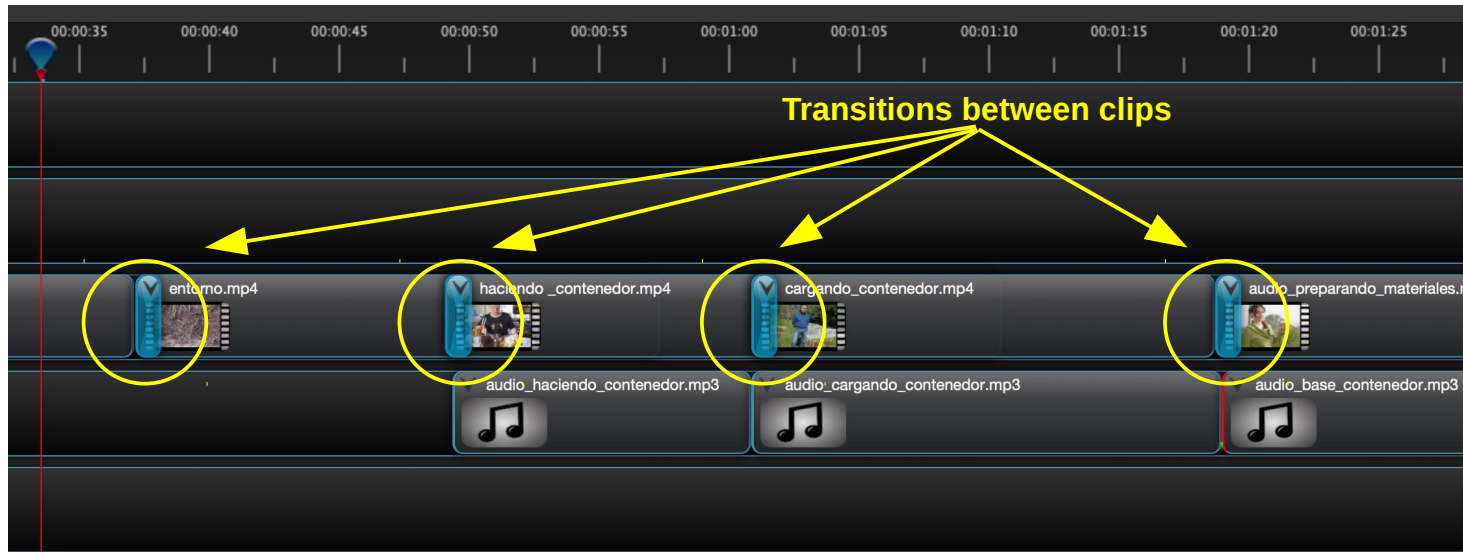 00:00:35 00:00:40 00:00:45 00:00:50 00:00:55 00:01:00 00:01:05 00:01:10 00:01:15 00:01:20 00:01:25
Transitions between clips
entorno.mp4 haciendo _contenedor.mp4 cargando_contenedor.mp4 audio_preparando_materiales.
audio_haciendo_contenedor.mp3 audio_cargando_contenedor.mp3 audio_base_contenedor.mp3